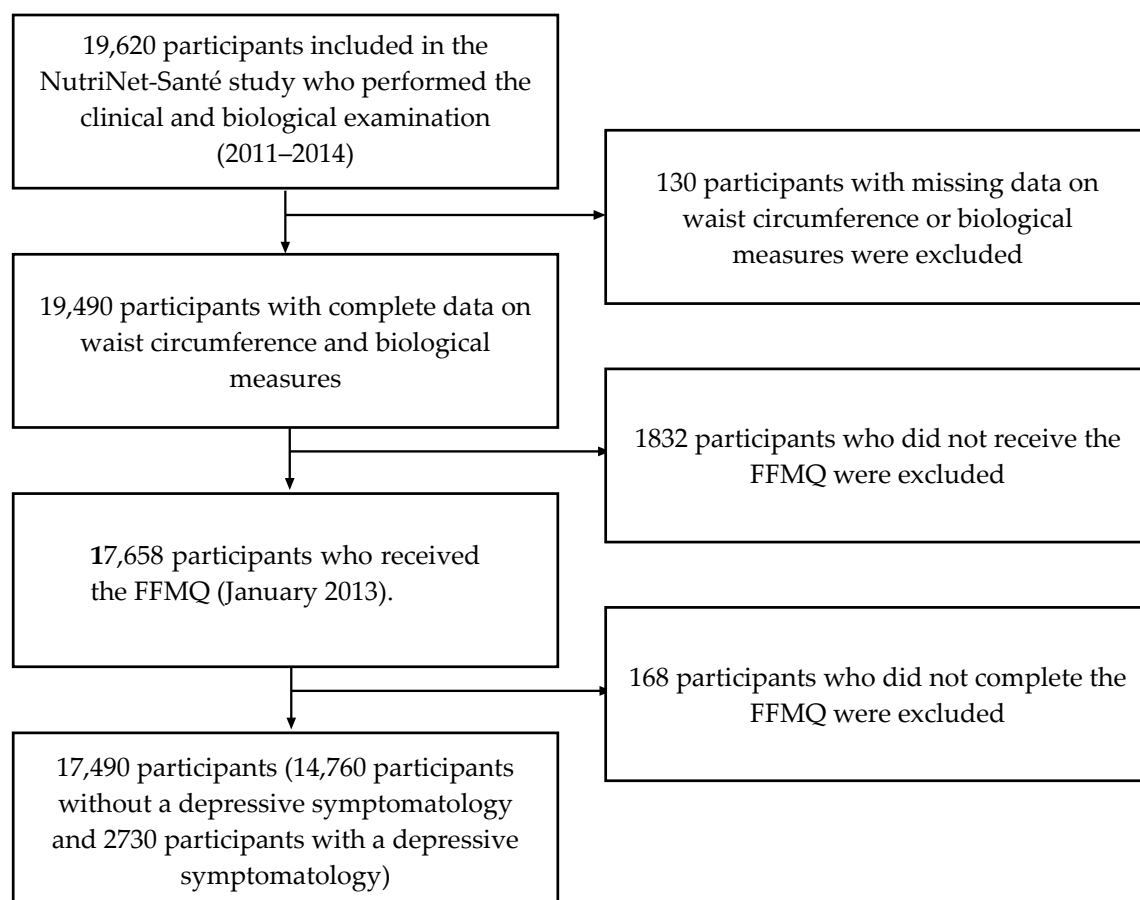 19,620 participants included in the
NutriNet-Santé study who performed the
clinical and biological examination
(2011–2014)
130 participants with missing data on
waist circumference or biological
measures were excluded
19,490 participants with complete data on
waist circumference and biological
measures
1832 participants who did not receive the
FFMQ were excluded
17,658 participants who received
the FFMQ (January 2013).
168 participants who did not complete the
FFMQ were excluded
17,490 participants (14,760 participants
without a depressive symptomatology
and 2730 participants with a depressive
symptomatology)